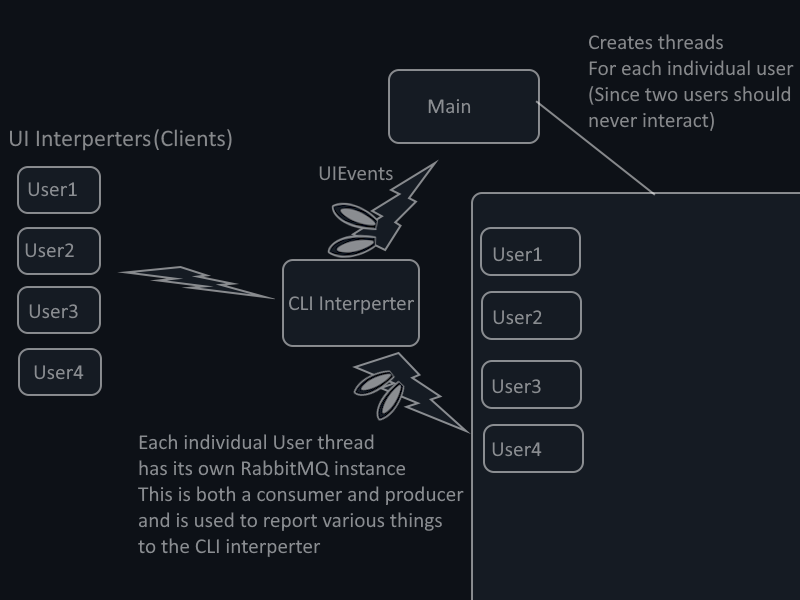 Creates threads
For each individual user
(Since two users should
never interact)
Main
UI Interperters(Clients)
UIEvents
User1
User2
User3
User4
CLI Interperter
User1
User2
User3
User4
Each individual User thread
has its own RabbitMQ instance
This is both a consumer and producer
and is used to report various things
to the CLI interperter